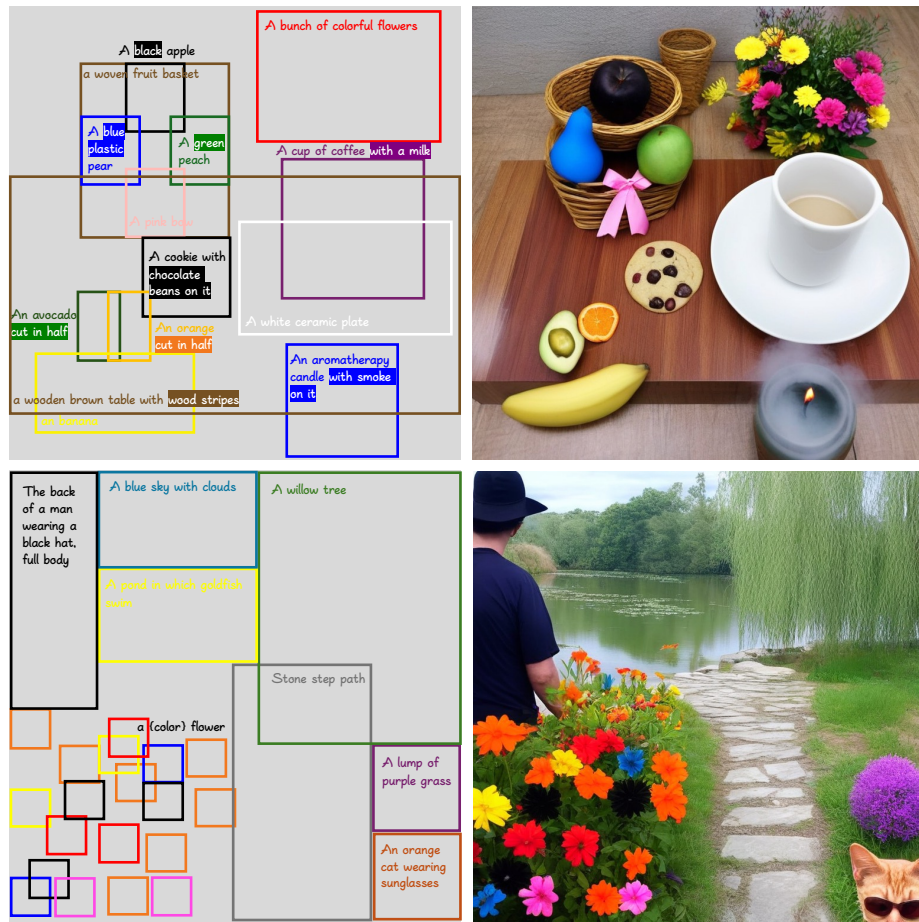 A bunch of colorful flowers
A black apple
a woven fruit basket
A blue
plastic
pear
A green
peach
A cup of coffee with a milk
A pink bow
A cookie with
chocolate
beans on it
An avocado
cut in half
An orange
cut in half
A white ceramic plate
An aromatherapy
candle with smoke
on it
a wooden brown table with wood stripes
an banana
The back
of a man
wearing a
black hat,
full body
A blue sky with clouds
A willow tree
A pond in which goldfish
swim
Stone step path
a {color} flower
A lump of
purple grass
An orange
cat wearing
sunglasses